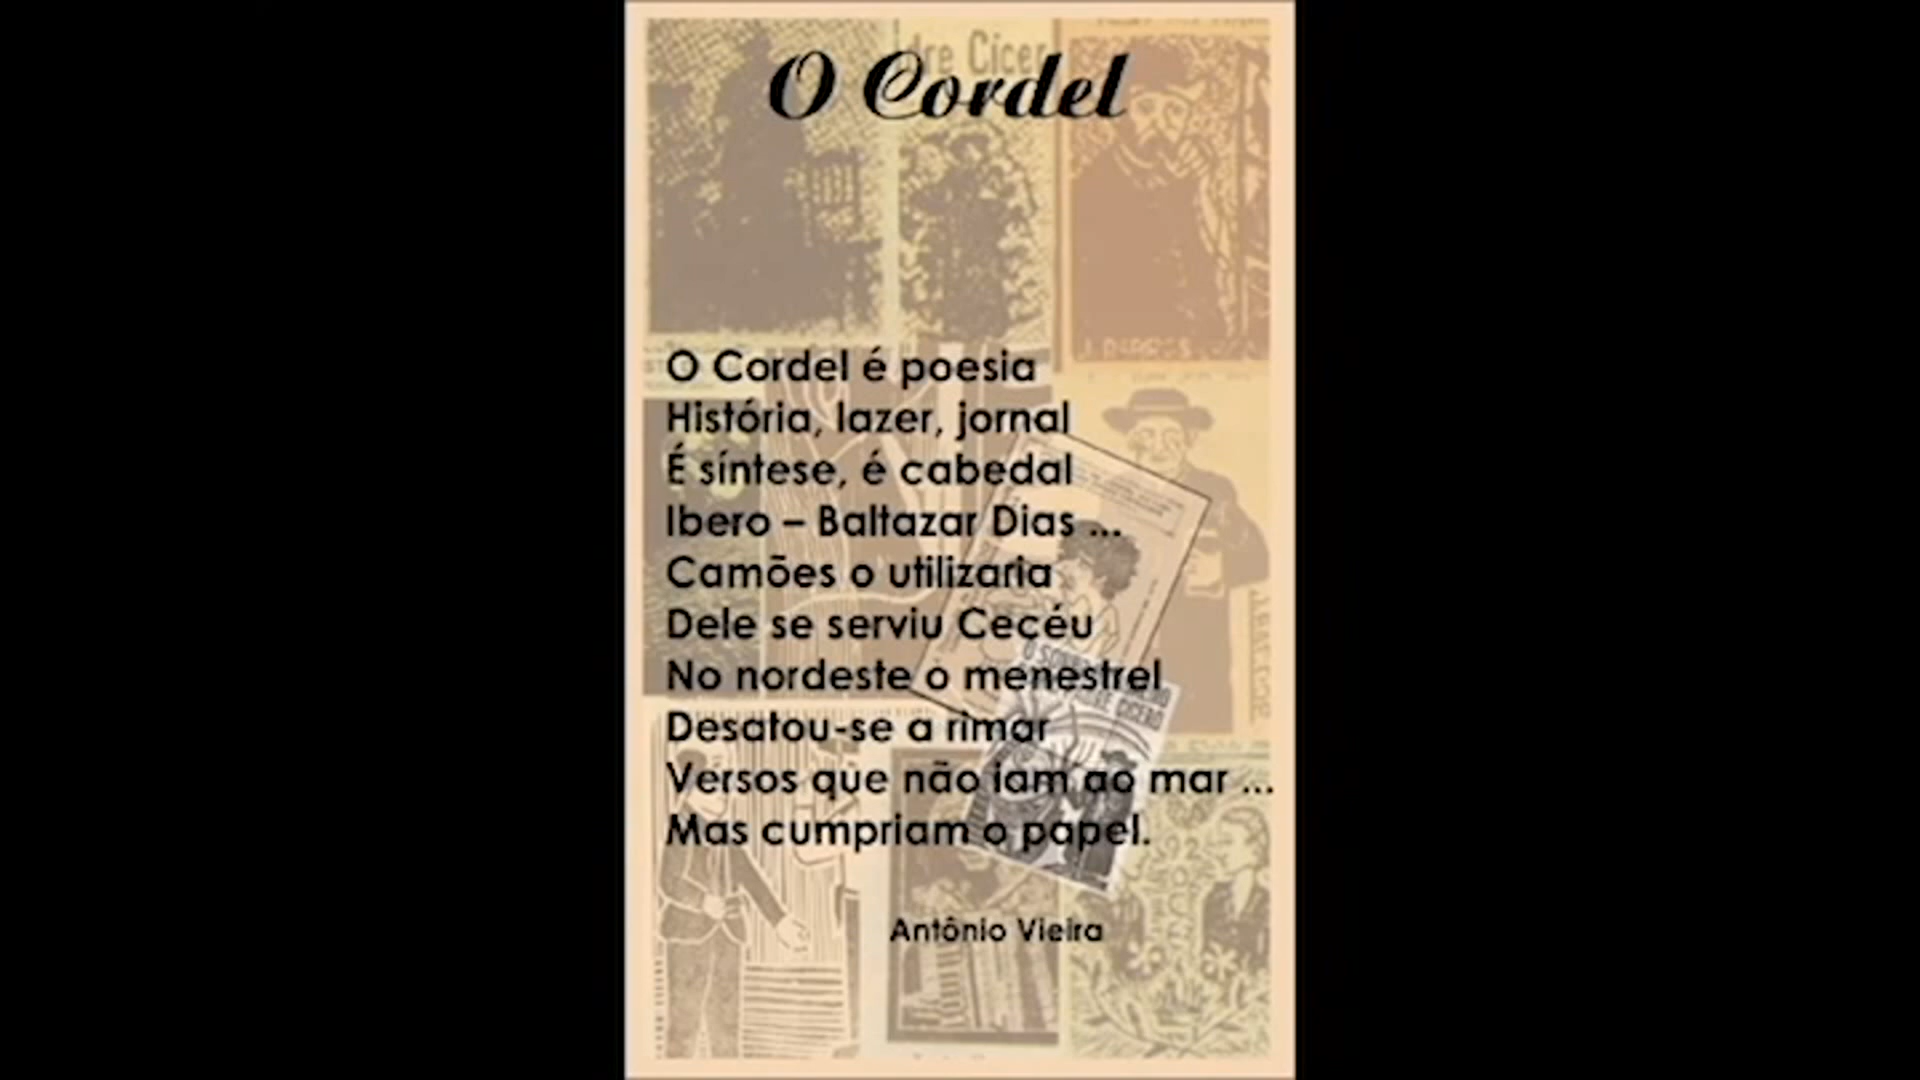 O Cordel
O Cordel é poesia
História, lazer, jornal
É síntese, é cabedal
Ibero – Baltazar Dias ...
Camões o utilizaria
Dele se serviu Cecéu
No nordeste o menestrel
Desatou-se a rimar
Versos que não iam ao mar ...
Mas cumpriam o papel.
Antônio Vieira